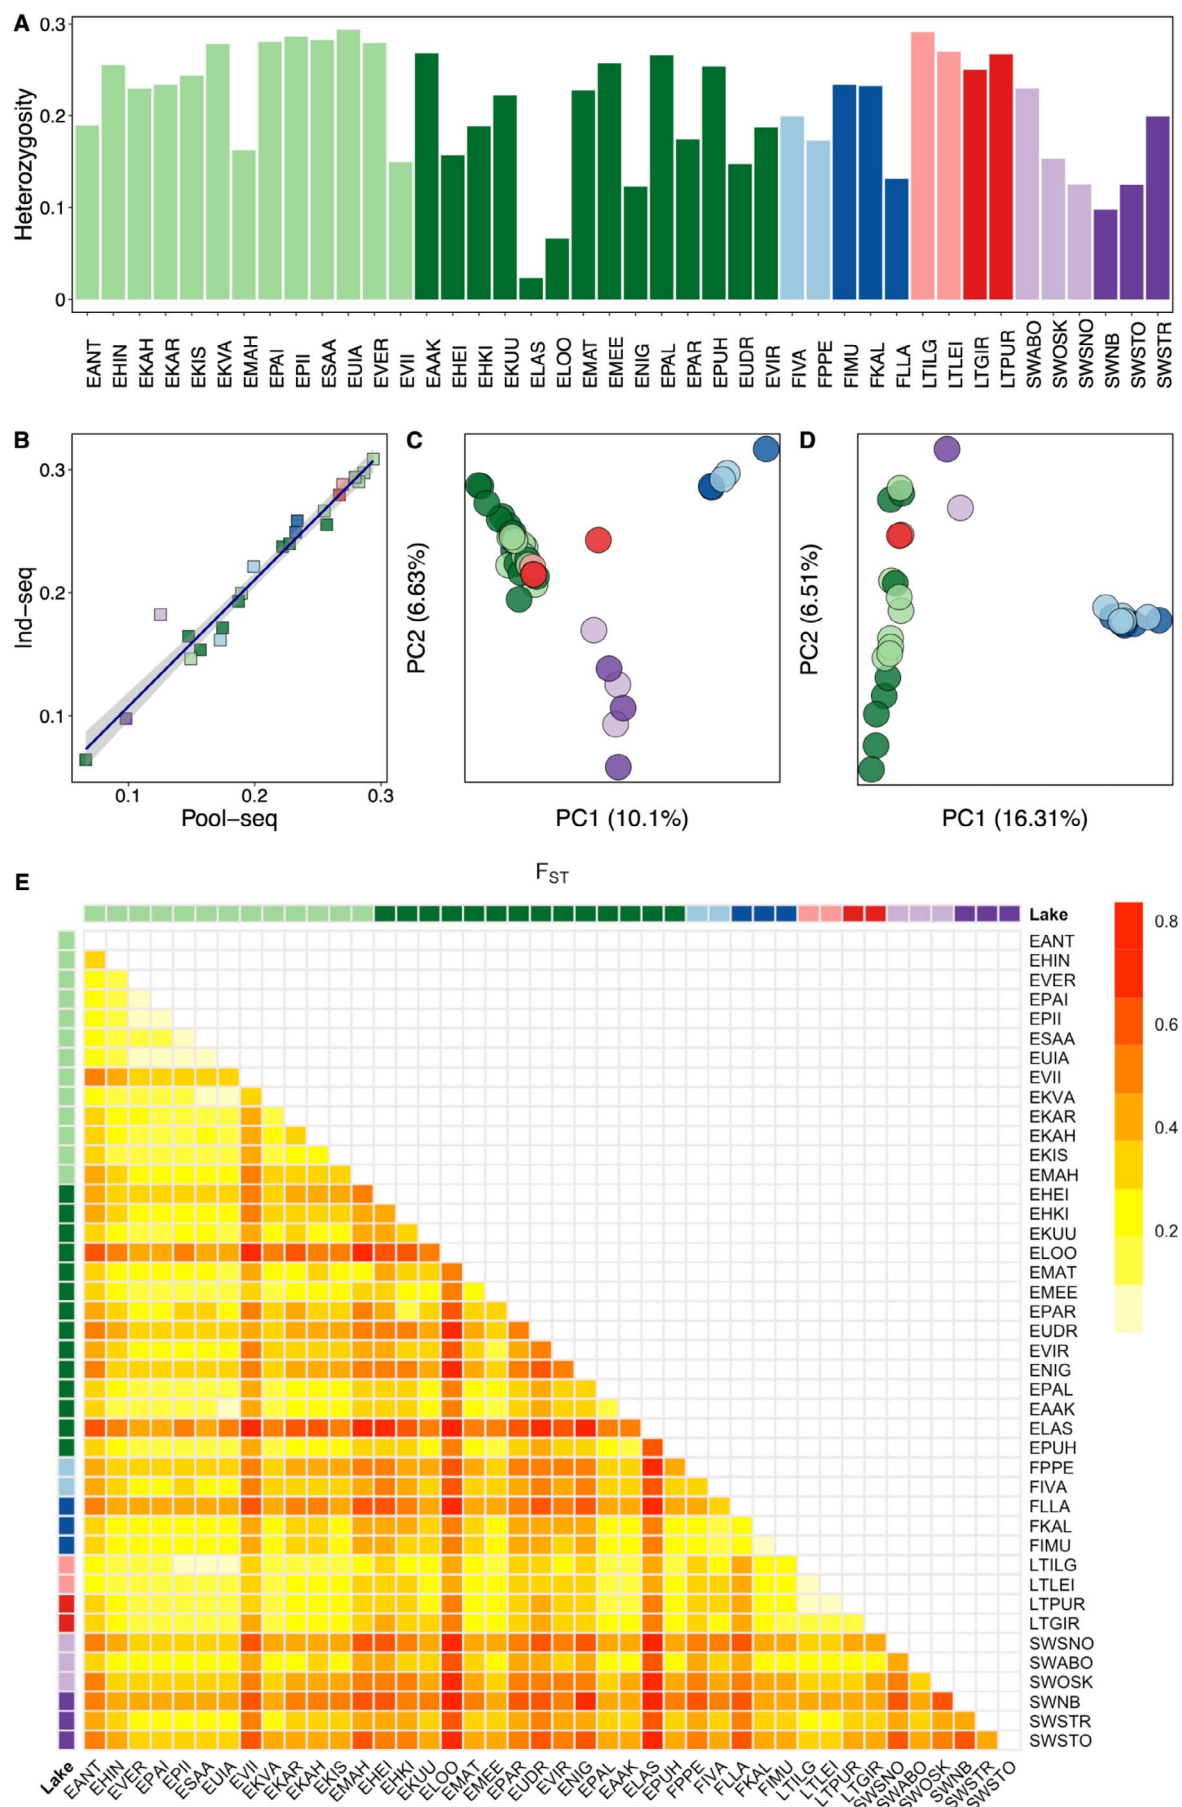 A
0.3
0.2
0.1
0
Heterozygosity
EANT EHIN EKAH EKAR EKIS EKVA EMAH EPAI EPII ESAA EUIA EVER EVII EAAK EHEI EHKI EKUU ELAS ELOO EMAT EMEE ENIG EPAL EPAR EPUH EUDR EVIR FIVA FPPE FIMU FKAL FLLA LTILG LTLEI LTGIR LTPUR SWABO SWOSK SWSNO SWNB SWSTO SWSTR
B
0.3
0.2
0.1
Ind−seq
0.1 0.2 0.3
Pool−seq
C
PC2 (6.63%)
PC1 (10.1%)
D
PC2 (6.51%)
PC1 (16.31%)
E
FST
Lake
EANT
EHIN
EVER
EPAI
EPII
ESAA
EUIA
EVII
EKVA
EKAR
EKAH
EKIS
EMAH
EHEI
EHKI
EKUU
ELOO
EMAT
EMEE
EPAR
EUDR
EVIR
ENIG
EPAL
EAAK
ELAS
EPUH
FPPE
FIVA
FLLA
FKAL
FIMU
LTILG
LTLEI
LTPUR
LTGIR
SWSNO
SWABO
SWOSK
SWNB
SWSTR
SWSTO
0.8
0.6
0.4
0.2
Lake EANT EHIN EVER EPAI EPII ESAA EUIA EVII EKVA EKAR EKAH EKIS EMAH EHEI EHKI EKUU ELOO EMAT EMEE EPAR EUDR EVIR ENIG EPAL EAAK ELAS EPUH FPPE FIVA FLLA FKAL FIMU LTILG LTLEI LTPUR LTGIR SWSNO SWABO SWOSK SWNB SWSTR SWSTO